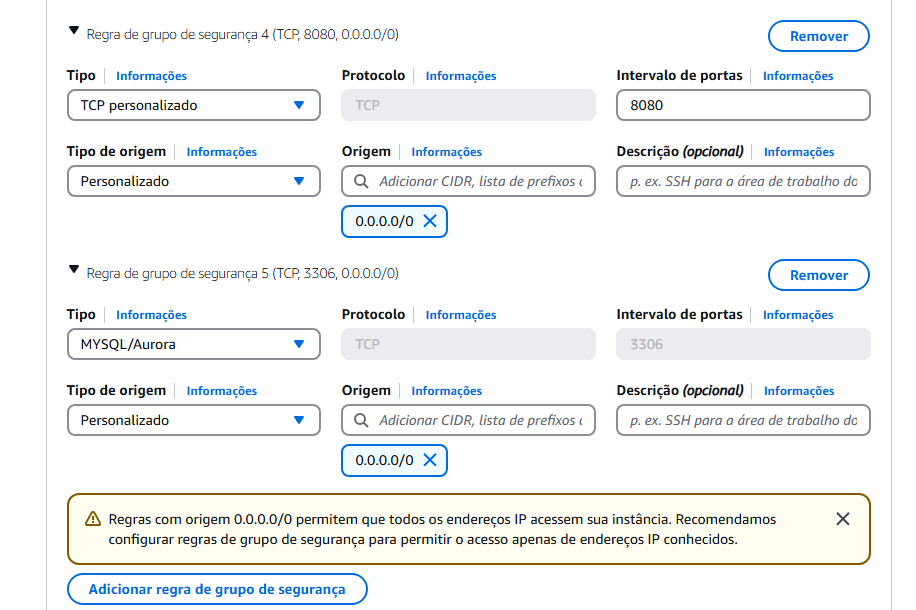 Regra de grupo de segurança 4 (TCP, 8080, 0.0.0.0/0)
Remover
Tipo Informações Protocolo Informações Intervalo de portas Informações
TCP personalizado TCP 8080
Tipo de origem Informações Origem Informações Descrição (opcional) Informações
Personalizado Adicionar CIDR, lista de prefixos p. ex. SSH para a área de trabalho do
0.0.0.0/0
Regra de grupo de segurança 5 (TCP, 3306, 0.0.0.0/0)
Remover
Tipo Informações Protocolo Informações Intervalo de portas Informações
MYSQL/Aurora TCP 3306
Tipo de origem Informações Origem Informações Descrição (opcional) Informações
Personalizado Adicionar CIDR, lista de prefixos p. ex. SSH para a área de trabalho do
0.0.0.0/0
Regras com origem 0.0.0.0/0 permitem que todos os endereços IP acessem sua instância. Recomendamos
configurar regras de grupo de segurança para permitir o acesso apenas de endereços IP conhecidos.
Adicionar regra de grupo de segurança